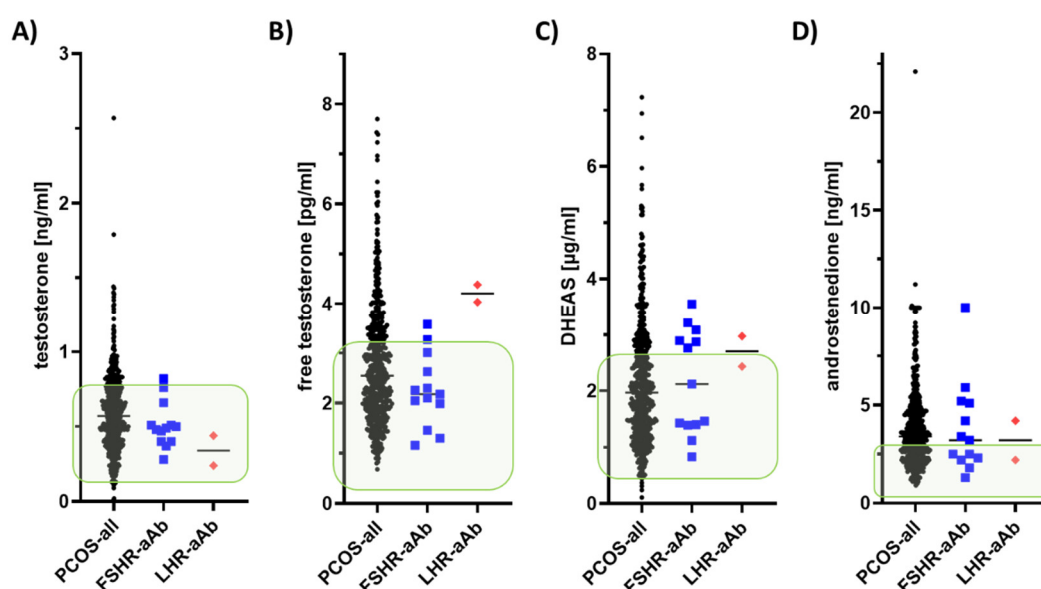 A)
testosterone [ng/ml]
3
2
1
0
PCOS-all
FSHR-aAb
LHR-aAb
B)
free testosterone [pg/ml]
8
6
4
2
0
PCOS-all
FSHR-aAb
LHR-aAb
C)
DHEAS [µg/ml]
8
6
4
2
0
PCOS-all
FSHR-aAb
LHR-aAb
D)
androstenedione [ng/ml]
20
15
10
5
0
PCOS-all
FSHR-aAb
LHR-aAb